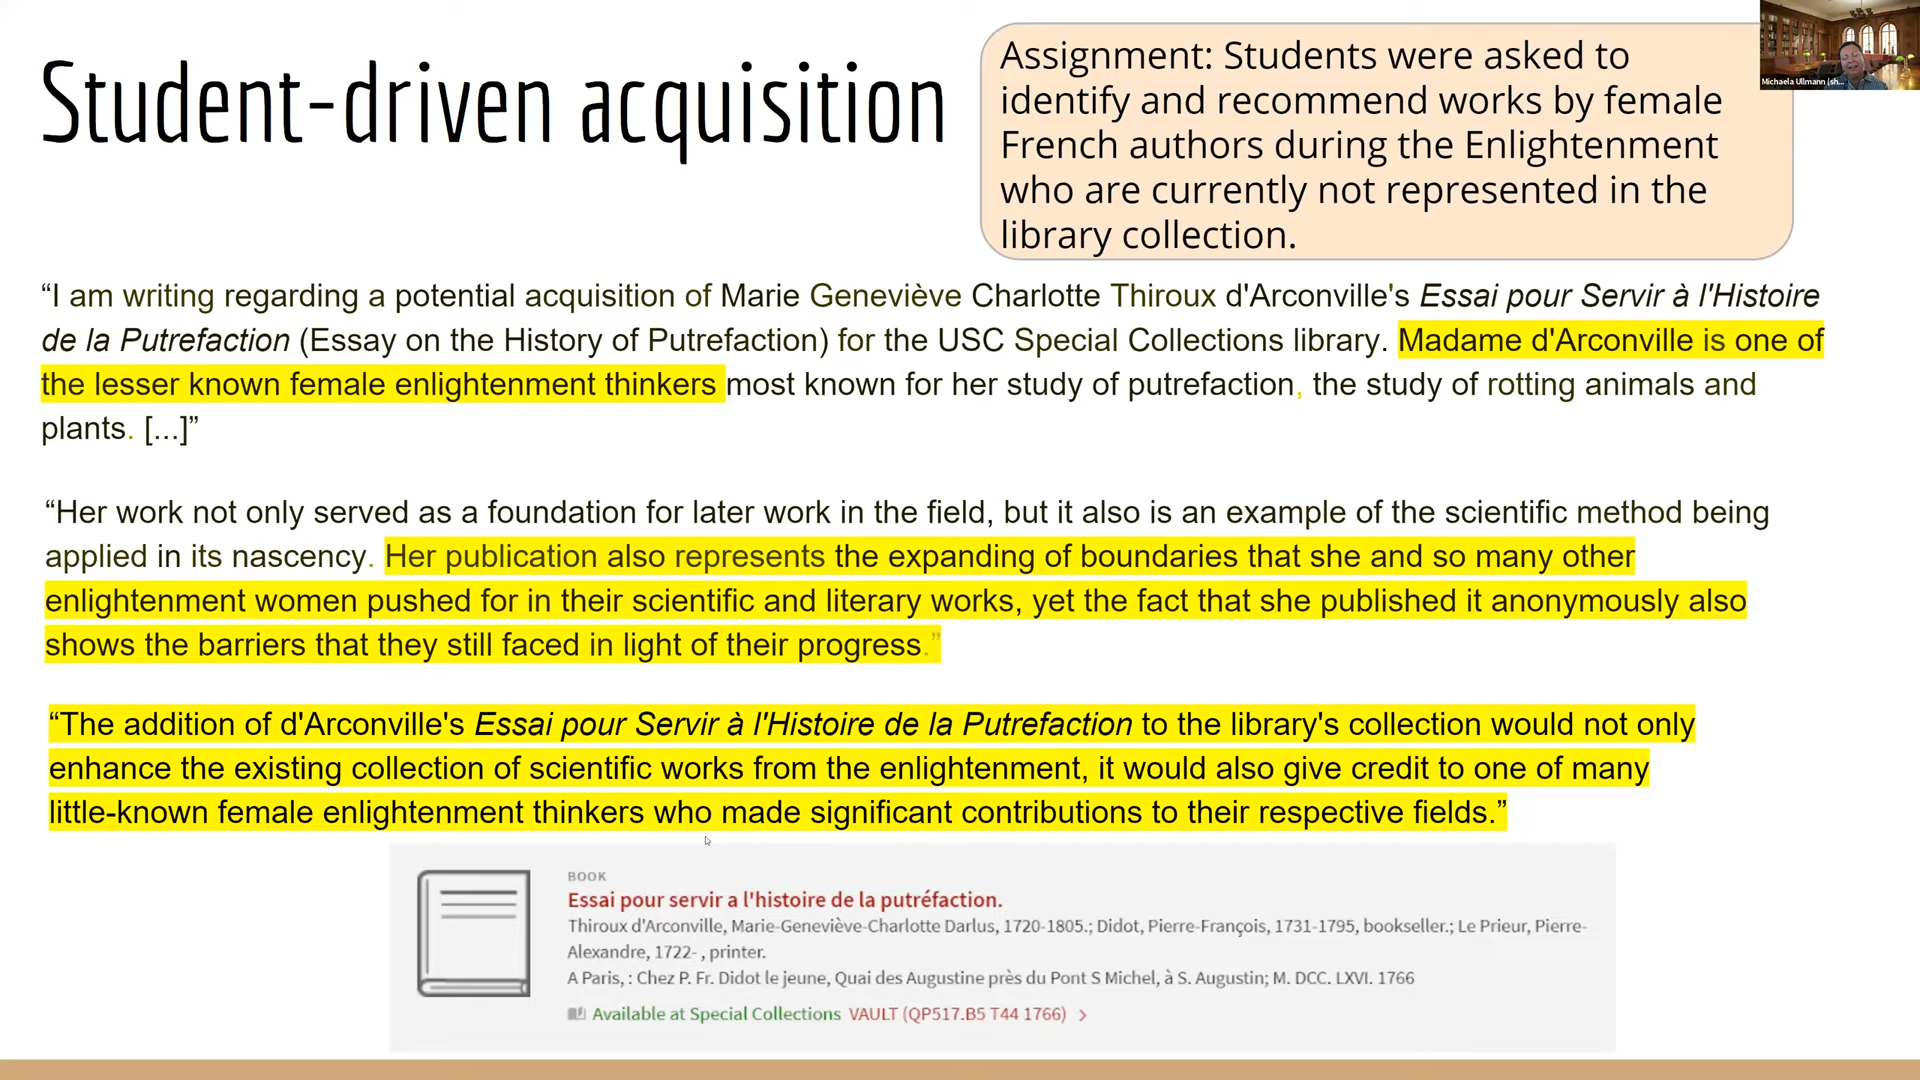 Student-driven acquisition
Assignment: Students were asked to
identify and recommend works by female
French authors during the Enlightenment
who are currently not represented in the
library collection.
Michaela Ullmann (sh...
“I am writing regarding a potential acquisition of Marie Geneviève Charlotte Thiroux d'Arconville's Essai pour Servir à l'Histoire
de la Putrefaction (Essay on the History of Putrefaction) for the USC Special Collections library. Madame d'Arconville is one of
the lesser known female enlightenment thinkers most known for her study of putrefaction, the study of rotting animals and
plants. [...]”
“Her work not only served as a foundation for later work in the field, but it also is an example of the scientific method being
applied in its nascency. Her publication also represents the expanding of boundaries that she and so many other
enlightenment women pushed for in their scientific and literary works, yet the fact that she published it anonymously also
shows the barriers that they still faced in light of their progress.”
“The addition of d'Arconville's Essai pour Servir à l'Histoire de la Putrefaction to the library's collection would not only
enhance the existing collection of scientific works from the enlightenment, it would also give credit to one of many
little-known female enlightenment thinkers who made significant contributions to their respective fields.”
BOOK
Essai pour servir a l'histoire de la putréfaction.
Thiroux d'Arconville, Marie-Geneviève-Charlotte Darlus, 1720-1805.; Didot, Pierre-François, 1731-1795, bookseller.; Le Prieur, Pierre-
Alexandre, 1722- , printer.
A Paris, : Chez P. Fr. Didot le jeune, Quai des Augustine près du Pont S Michel, à S. Augustin; M. DCC. LXVI. 1766
Available at Special Collections VAULT (QP517.B5 T44 1766) >